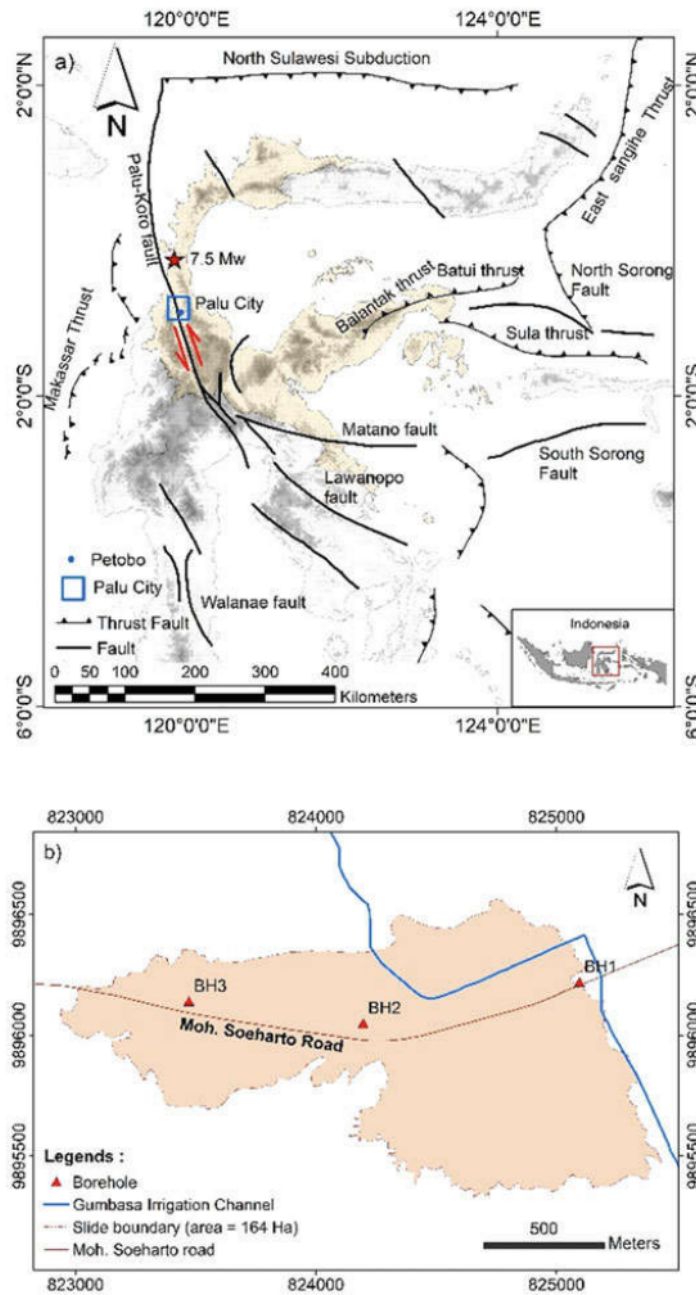 120°0'0"E 124°0'0"E
a)
North Sulawesi Subduction
2°0'0"N
2°0'0"N
N
East sangihe Thrust
Palu-Koro fault
7.5 Mw
Palu City
Batui thrust
Balantak thrust
North Sorong
Fault
Sula thrust
Makassar Thrust
2°0'0"S
2°0'0"S
Matano fault
South Sorong
Fault
Lawanopo
fault
Petobo
Palu City
Walanae fault
Thrust Fault
Fault
Indonesia
0 50 100 200 300 400
Kilometers
6°0'0"S
6°0'0"S
120°0'0"E 124°0'0"E
823000 824000 825000
b)
N
9896500
9896500
BH1
BH3
BH2
Moh. Soeharto Road
9896000
9896000
9895500
9895500
Legends :
Borehole
Gumbasa Irrigation Channel
Slide boundary (area = 164 Ha)
Moh. Soeharto road
500
Meters
823000 824000 825000